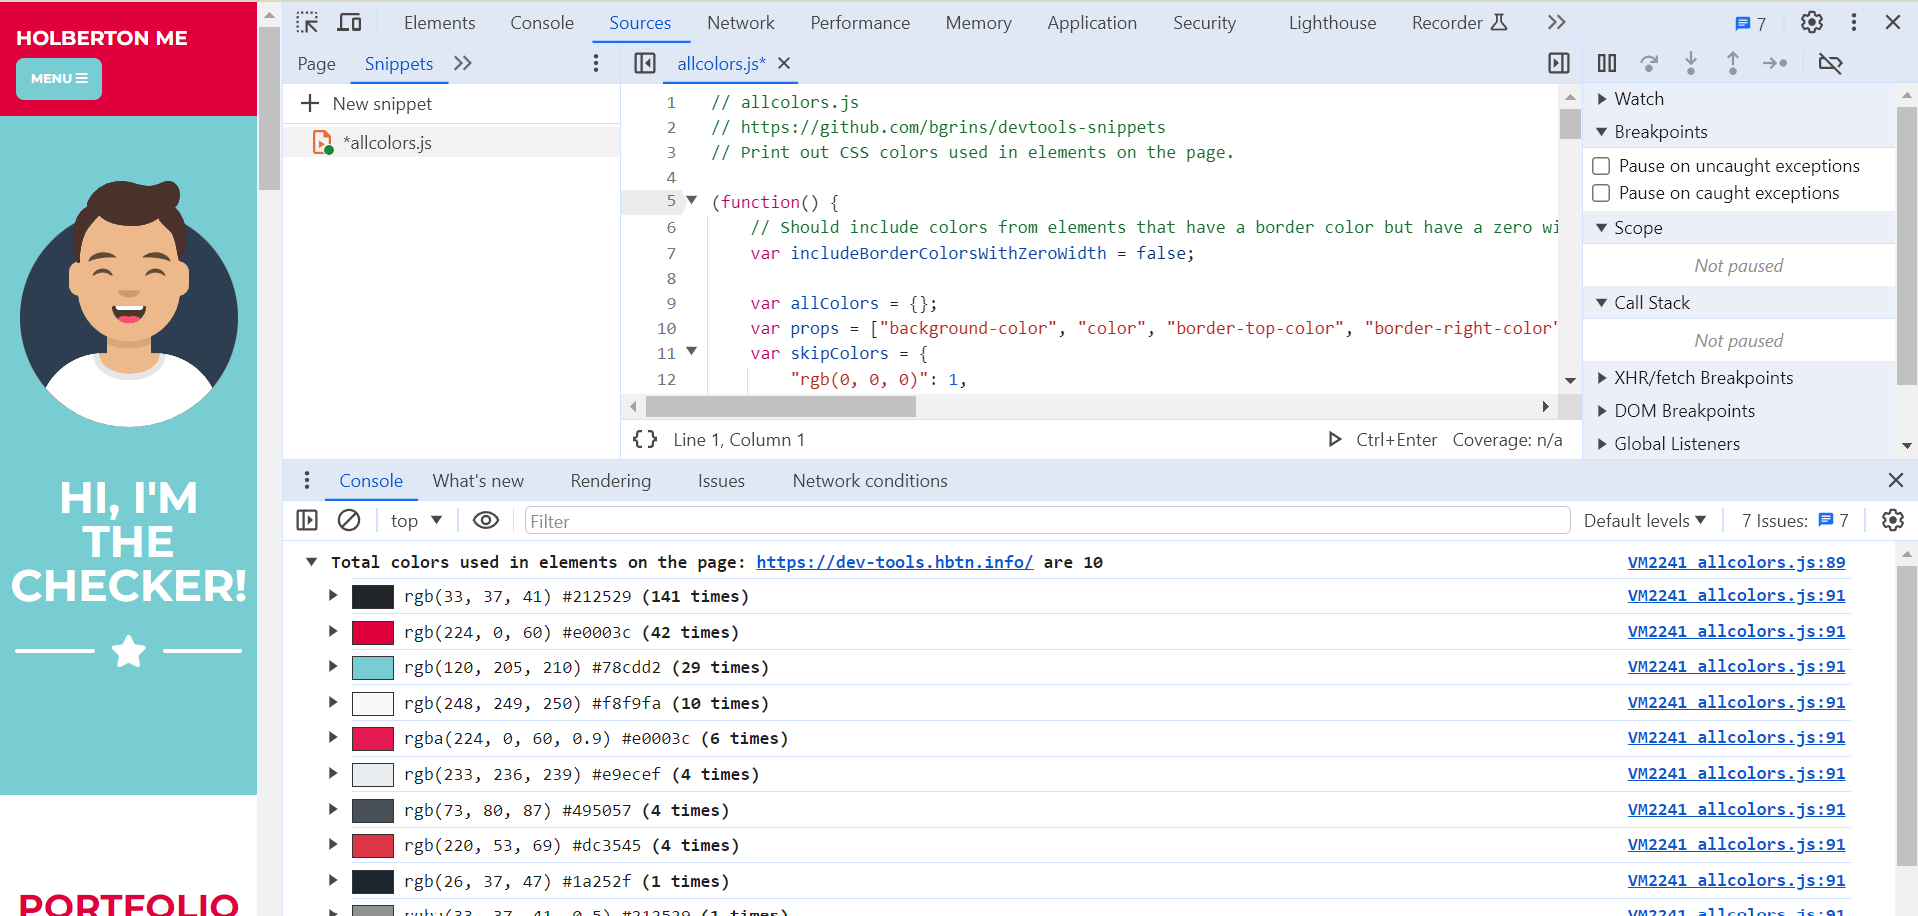 HOLBERTON ME
MENU
HI, I'M
THE
CHECKER!
PORTFOLIO
Elements Console Sources Network Performance Memory Application Security Lighthouse Recorder 7
Page Snippets
New snippet
*allcolors.js
allcolors.js*
1 // allcolors.js
2 // https://github.com/bgrins/devtools-snippets
3 // Print out CSS colors used in elements on the page.
4
5 (function() {
6 // Should include colors from elements that have a border color but have a zero wi
7 var includeBorderColorsWithZeroWidth = false;
8
9 var allColors = {};
10 var props = ["background-color", "color", "border-top-color", "border-right-color"
11 var skipColors = {
12 "rgb(0, 0, 0)": 1,
{} Line 1, Column 1 Ctrl+Enter Coverage: n/a
Watch
Breakpoints
Pause on uncaught exceptions
Pause on caught exceptions
Scope
Not paused
Call Stack
Not paused
XHR/fetch Breakpoints
DOM Breakpoints
Global Listeners
Console What's new Rendering Issues Network conditions
top Filter Default levels 7 Issues: 7
Total colors used in elements on the page: https://dev-tools.hbtn.info/ are 10 VM2241 allcolors.js:89
rgb(33, 37, 41) #212529 (141 times) VM2241 allcolors.js:91
rgb(224, 0, 60) #e0003c (42 times) VM2241 allcolors.js:91
rgb(120, 205, 210) #78cdd2 (29 times) VM2241 allcolors.js:91
rgb(248, 249, 250) #f8f9fa (10 times) VM2241 allcolors.js:91
rgba(224, 0, 60, 0.9) #e0003c (6 times) VM2241 allcolors.js:91
rgb(233, 236, 239) #e9ecef (4 times) VM2241 allcolors.js:91
rgb(73, 80, 87) #495057 (4 times) VM2241 allcolors.js:91
rgb(220, 53, 69) #dc3545 (4 times) VM2241 allcolors.js:91
rgb(26, 37, 47) #1a252f (1 times) VM2241 allcolors.js:91
rgba(33, 37, 41, 0.5) #212529 (1 times) VM2241 allcolors.js:91